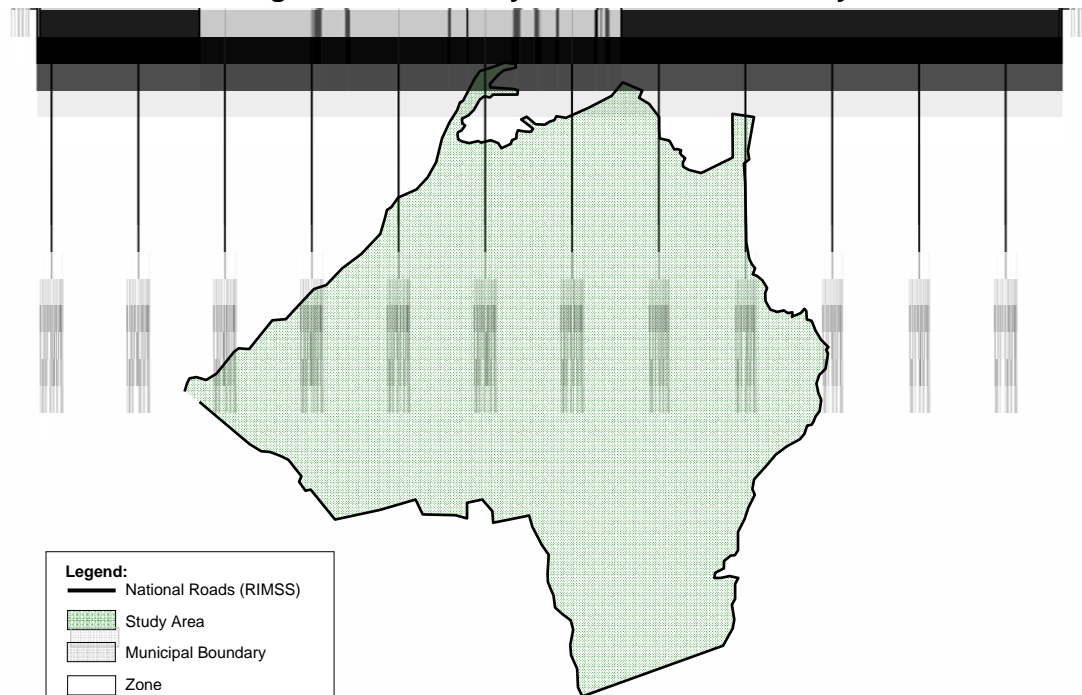 Legend:
National Roads (RIMSS)
Study Area
Municipal Boundary
Zone